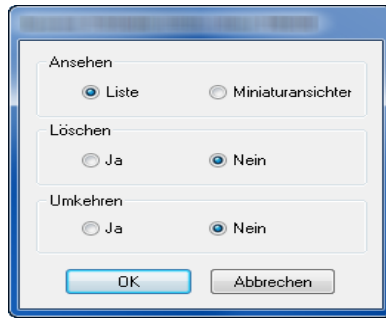 Ansehen
Liste Miniaturansichter
Löschen
Ja Nein
Umkehren
Ja Nein
OK Abbrechen